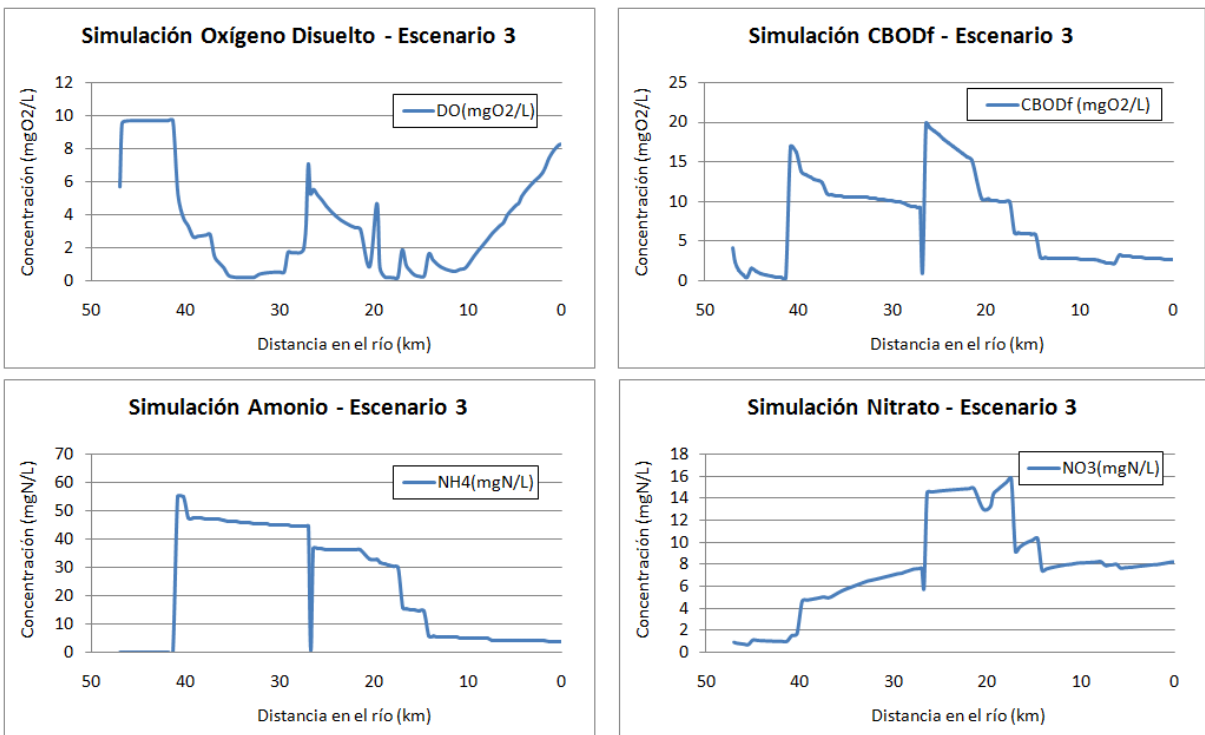 Simulación Oxígeno Disuelto - Escenario 3
Concentración (mgO2/L)
12
10
8
6
4
2
0
DO(mgO2/L)
50 40 30 20 10 0
Distancia en el río (km)
Simulación CBODf - Escenario 3
Concentración (mgO2/L)
25
20
15
10
5
0
CBODf (mgO2/L)
50 40 30 20 10 0
Distancia en el río (km)
Simulación Amonio - Escenario 3
Concentración (mgN/L)
70
60
50
40
30
20
10
0
NH4(mgN/L)
50 40 30 20 10 0
Distancia en el río (km)
Simulación Nitrato - Escenario 3
Concentración (mgN/L)
18
16
14
12
10
8
6
4
2
0
NO3(mgN/L)
50 40 30 20 10 0
Distancia en el río (km)